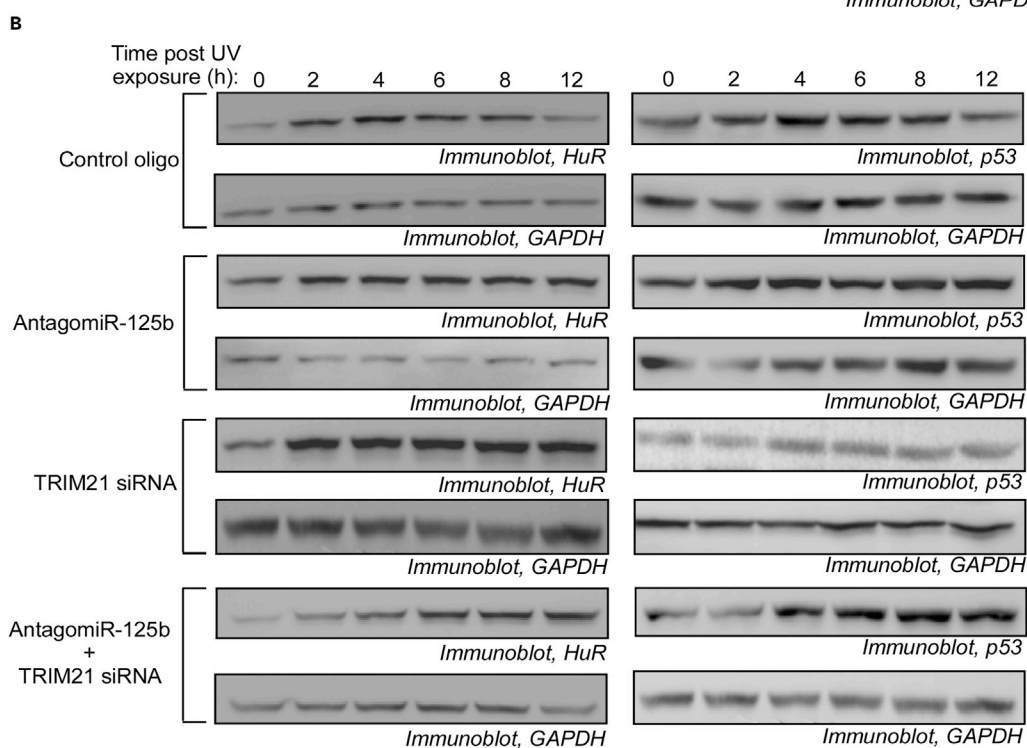 Immunoblot, GAPD
B
Time post UV
exposure (h): 0 2 4 6 8 12 0 2 4 6 8 12
Control oligo
Immunoblot, HuR Immunoblot, p53
Immunoblot, GAPDH Immunoblot, GAPDH
AntagomiR-125b
Immunoblot, HuR Immunoblot, p53
Immunoblot, GAPDH Immunoblot, GAPDH
TRIM21 siRNA
Immunoblot, HuR Immunoblot, p53
Immunoblot, GAPDH Immunoblot, GAPDH
AntagomiR-125b
+
TRIM21 siRNA
Immunoblot, HuR Immunoblot, p53
Immunoblot, GAPDH Immunoblot, GAPDH